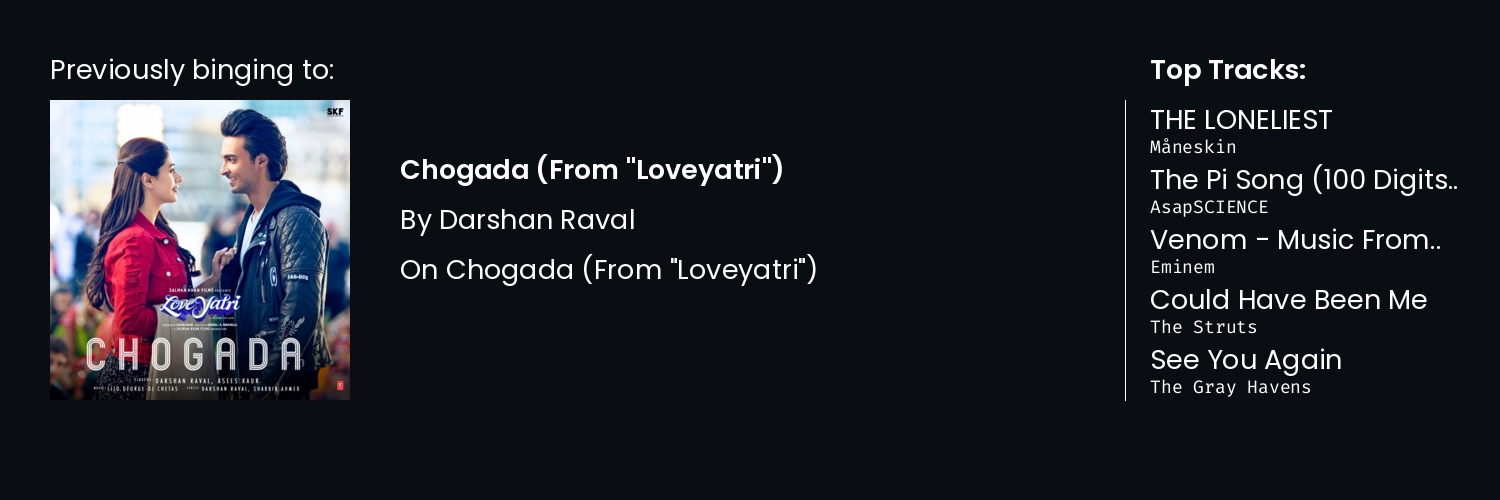 Previously binging to:
SKF
SALMAN KHAN FILMS PRESENTS
LoveYatri
CHOGADA
SINGERS DARSHAN RAVAL, ASEES KAUR
MUSIC LIJO GEORGE-DJ CHETAS LYRICS DARSHAN RAVAL, SHABBIR AHMED
Chogada (From "Loveyatri")
By Darshan Raval
On Chogada (From "Loveyatri")
Top Tracks:
THE LONELIEST
Måneskin
The Pi Song (100 Digits..
AsapSCIENCE
Venom - Music From..
Eminem
Could Have Been Me
The Struts
See You Again
The Gray Havens